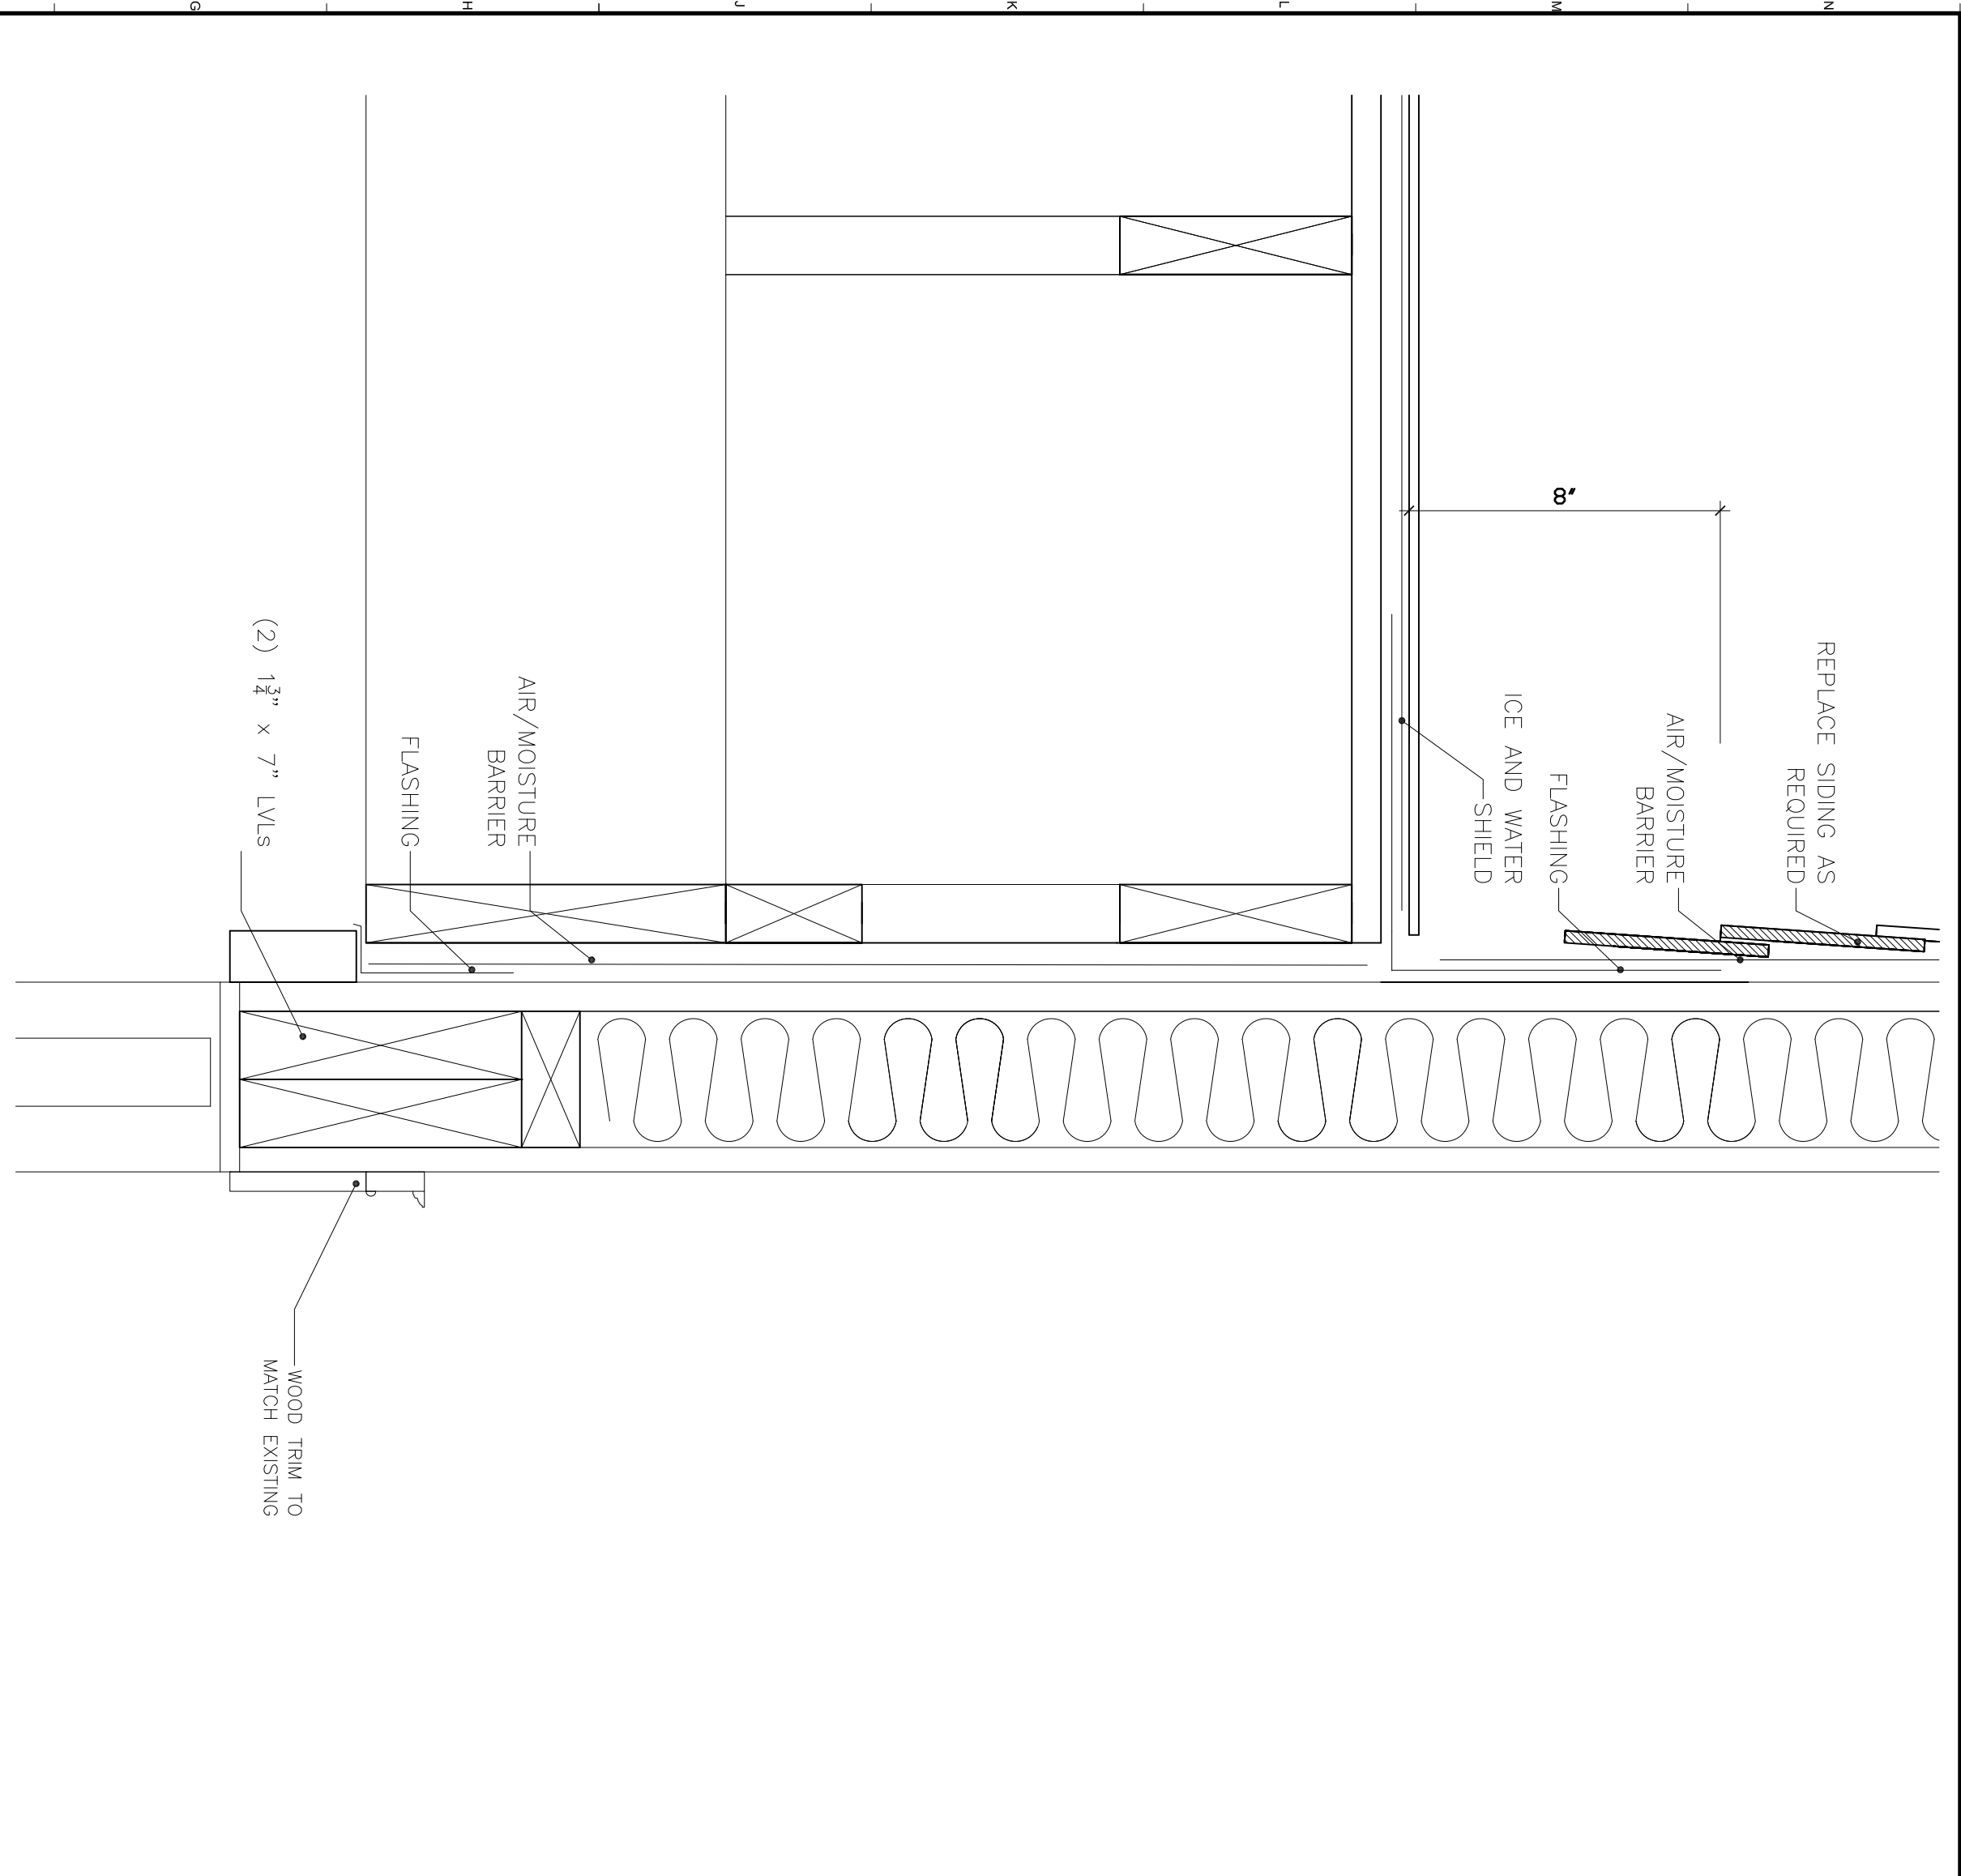 N
M
L
K
J
H
G
REPLACE SIDING AS
REQUIRED
AIR/MOISTURE
BARRIER
FLASHING
8"
ICE AND WATER
SHIELD
AIR/MOISTURE
BARRIER
FLASHING
(2) 1¾" x 7" LVLs
WOOD TRIM TO
MATCH EXISTING